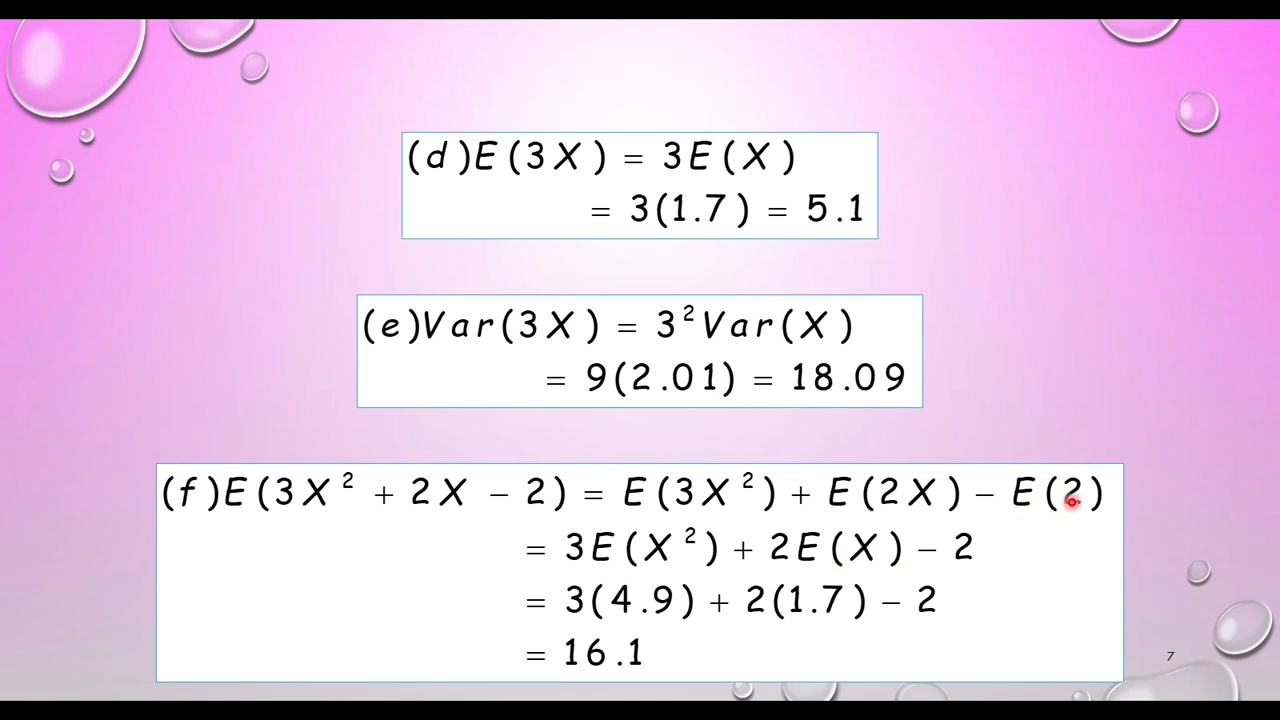 (d)E(3X) = 3E(X)
= 3(1.7) = 5.1
(e)Var(3X) = 3²Var(X)
= 9(2.01) = 18.09
(f)E(3X² + 2X − 2) = E(3X²) + E(2X) − E(2)
= 3E(X²) + 2E(X) − 2
= 3(4.9) + 2(1.7) − 2
= 16.1
7